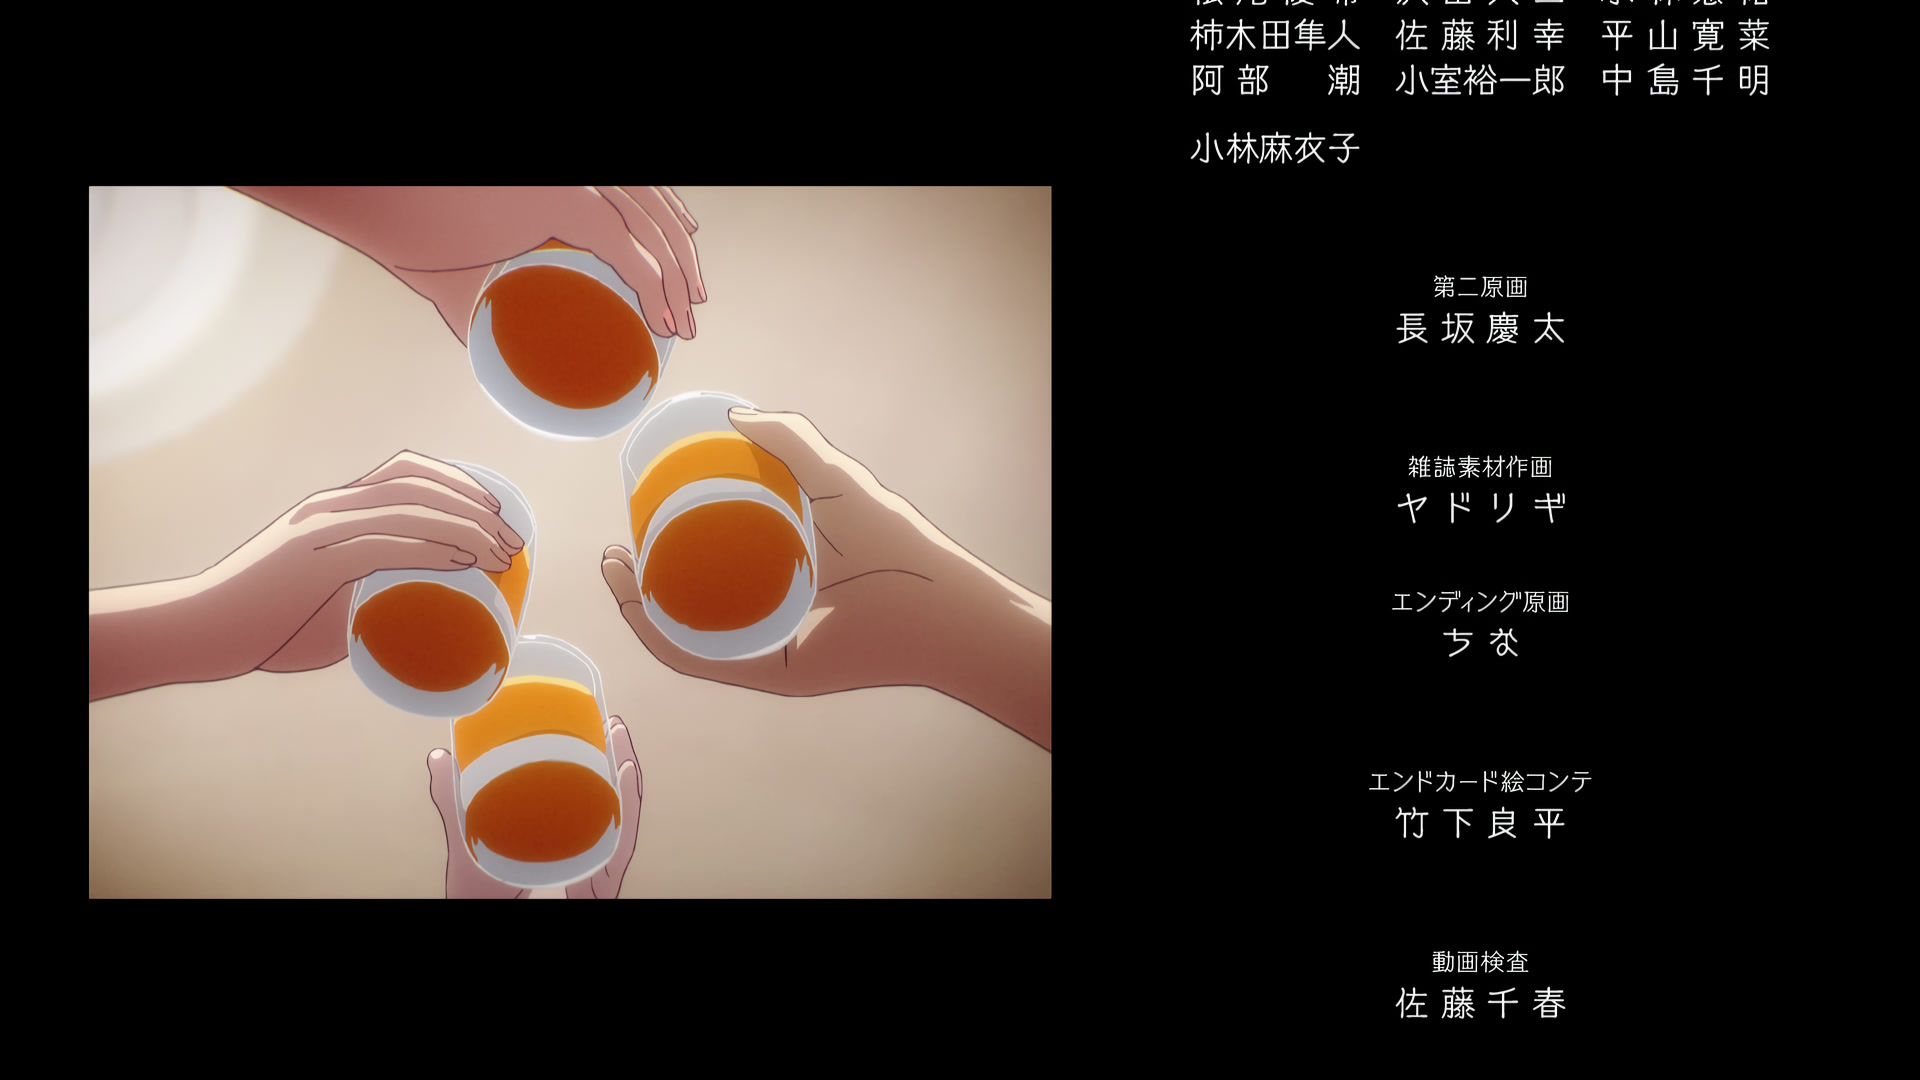 柿木田隼人 佐藤利幸 平山寛菜
阿部 潮 小室裕一郎 中島千明
小林麻衣子
第二原画
長坂慶太
雑誌素材作画
ヤドリギ
エンディング原画
ちな
エンドカード絵コンテ
竹下良平
動画検査
佐藤千春